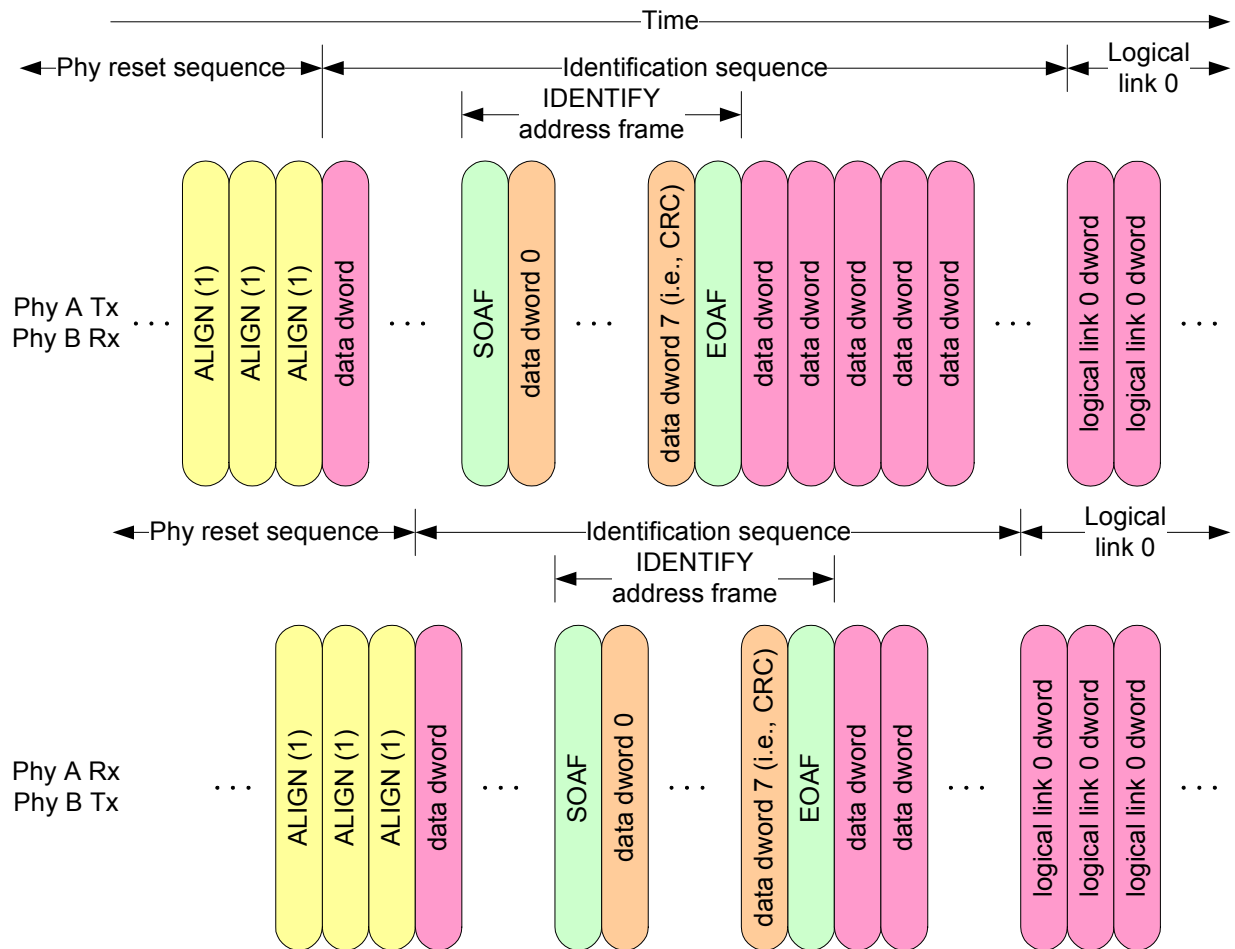 Time
Phy reset sequence
Identification sequence
Logical
link 0
IDENTIFY
address frame
Phy A Tx
Phy B Rx
. . .
ALIGN (1)
ALIGN (1)
ALIGN (1)
data dword
. . .
SOAF
data dword 0
. . .
data dword 7 (i.e., CRC)
EOAF
data dword
data dword
data dword
data dword
data dword
. . .
logical link 0 dword
logical link 0 dword
. . .
Phy reset sequence
Identification sequence
Logical
link 0
IDENTIFY
address frame
Phy A Rx
Phy B Tx
. . .
ALIGN (1)
ALIGN (1)
ALIGN (1)
data dword
. . .
SOAF
data dword 0
. . .
data dword 7 (i.e., CRC)
EOAF
data dword
data dword
. . .
logical link 0 dword
logical link 0 dword
logical link 0 dword
. . .